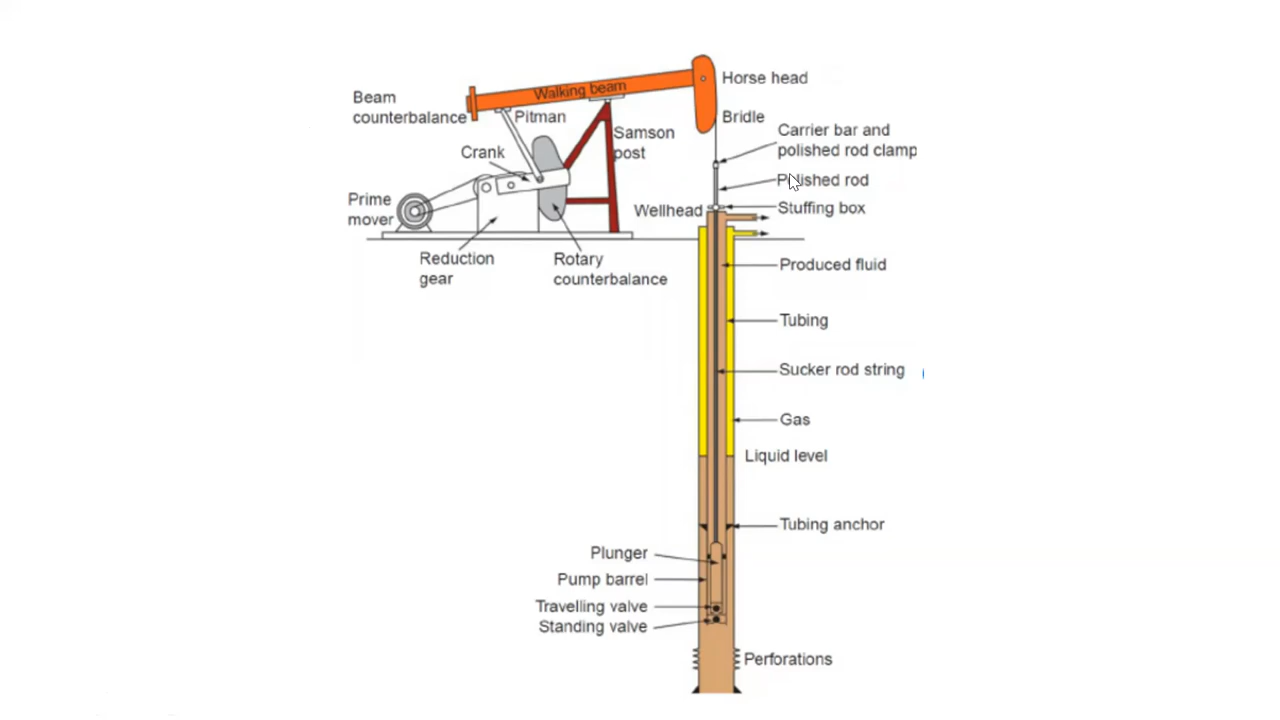 Walking beam
Horse head
Beam
counterbalance
Pitman
Bridle
Samson
post
Carrier bar and
polished rod clamp
Crank
Polished rod
Prime
mover
Wellhead
Stuffing box
Reduction
gear
Rotary
counterbalance
Produced fluid
Tubing
Sucker rod string
Gas
Liquid level
Tubing anchor
Plunger
Pump barrel
Travelling valve
Standing valve
Perforations